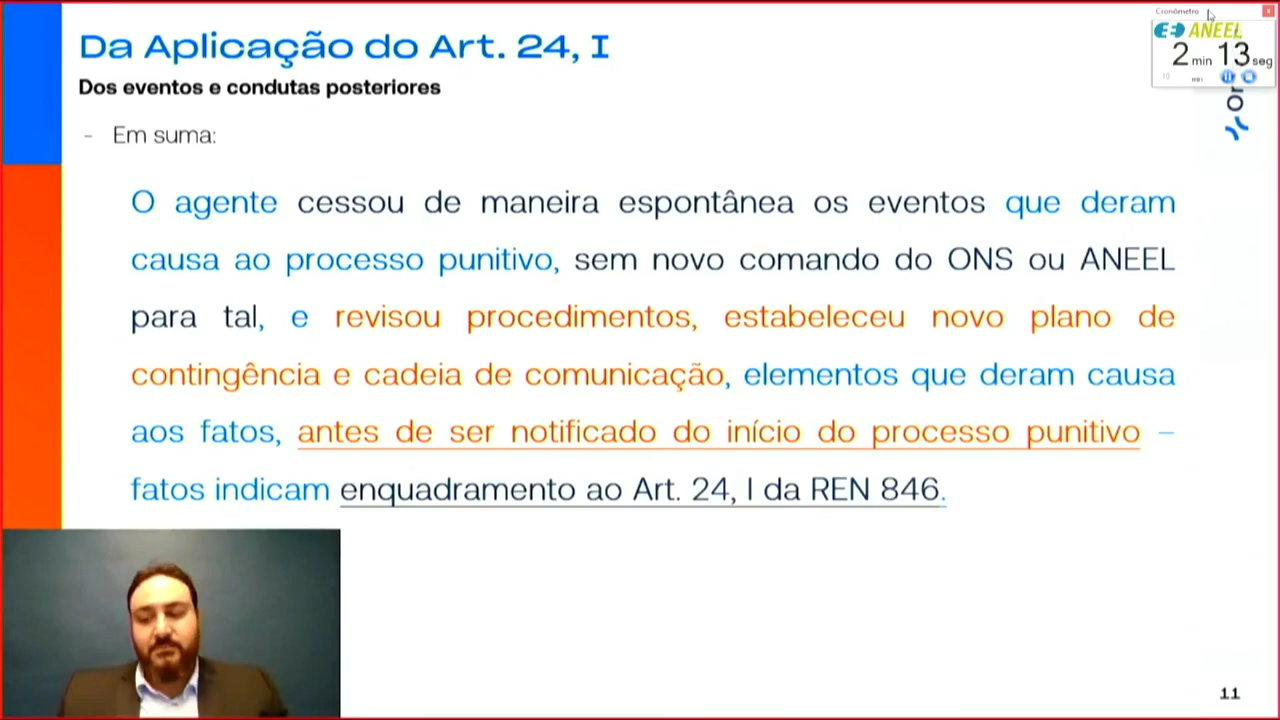 Cronômetro
ANEEL
2 min 13 seg
10 min
Da Aplicação do Art. 24, I
Dos eventos e condutas posteriores
- Em suma:
O agente cessou de maneira espontânea os eventos que deram
causa ao processo punitivo, sem novo comando do ONS ou ANEEL
para tal, e revisou procedimentos, estabeleceu novo plano de
contingência e cadeia de comunicação, elementos que deram causa
aos fatos, antes de ser notificado do início do processo punitivo –
fatos indicam enquadramento ao Art. 24, I da REN 846.
11